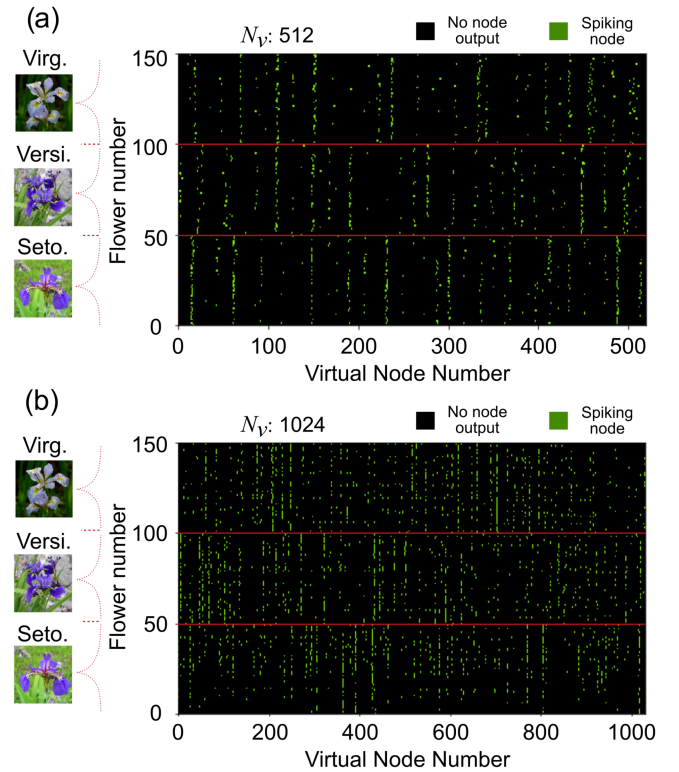 (a)
Nᵥ: 512
No node output
Spiking node
Virg.
Versi.
Seto.
Flower number
150
100
50
0
0 100 200 300 400 500
Virtual Node Number
(b)
Nᵥ: 1024
No node output
Spiking node
Virg.
Versi.
Seto.
Flower number
150
100
50
0
0 200 400 600 800 1000
Virtual Node Number